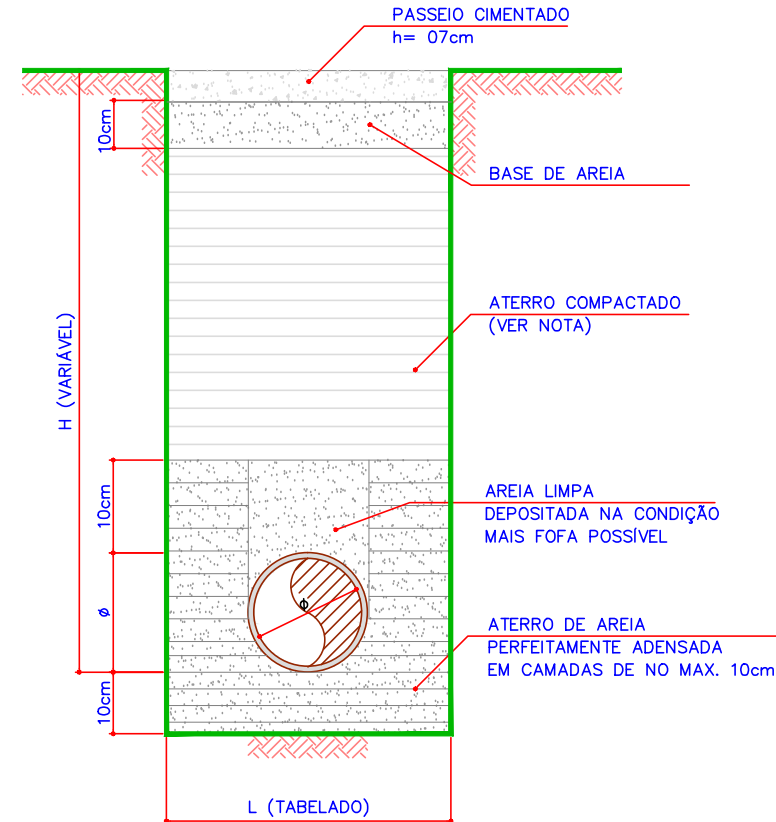 PASSEIO CIMENTADO
h= 07cm
10cm
BASE DE AREIA
ATERRO COMPACTADO
(VER NOTA)
H (VARIÁVEL)
10cm
AREIA LIMPA
DEPOSITADA NA CONDIÇÃO
MAIS FOFA POSSÍVEL
ø
ϕ
ATERRO DE AREIA
PERFEITAMENTE ADENSADA
EM CAMADAS DE NO MAX. 10cm
10cm
L (TABELADO)